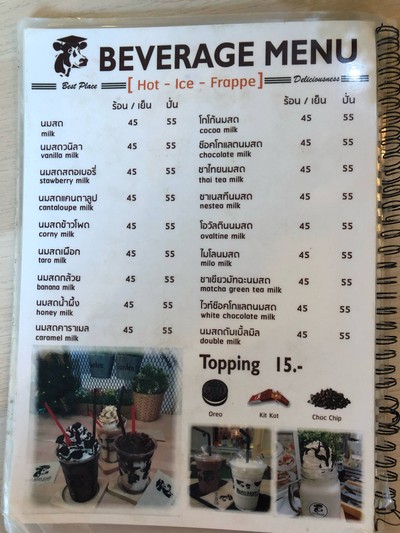 BEVERAGE MENU
Best Place [ Hot - Ice - Frappe ] Deliciousness
ร้อน / เย็น ปั่น
นมสด 45 55
milk
นมสดวนิลา 45 55
vanilla milk
นมสดสตอเบอรี่ 45 55
stawberry milk
นมสดแคนตาลูป 45 55
cantaloupe milk
นมสดข้าวโพด 45 55
corny milk
นมสดเผือก 45 55
taro milk
นมสดกล้วย 45 55
banana milk
นมสดน้ำผึ้ง 45 55
honey milk
นมสดคาราเมล 45 55
caramel milk
ร้อน / เย็น ปั่น
โกโก้นมสด 45 55
cocoa milk
ช๊อคโกแลตนมสด 45 55
chocolate milk
ชาไทยนมสด 45 55
thai tea milk
ชาเนสทีนมสด 45 55
nestea milk
โอวัลตินนมสด 45 55
ovaltine milk
ไมโลนมสด 45 55
milo milk
ชาเขียวมัทฉะนมสด 45 55
matcha green tea milk
ไวท์ช๊อคโกแลตนมสด 45 55
white chocolate milk
นมสดดับเบิ้ลมิล 45 55
double milk
Topping 15.-
Oreo Kit Kat Choc Chip